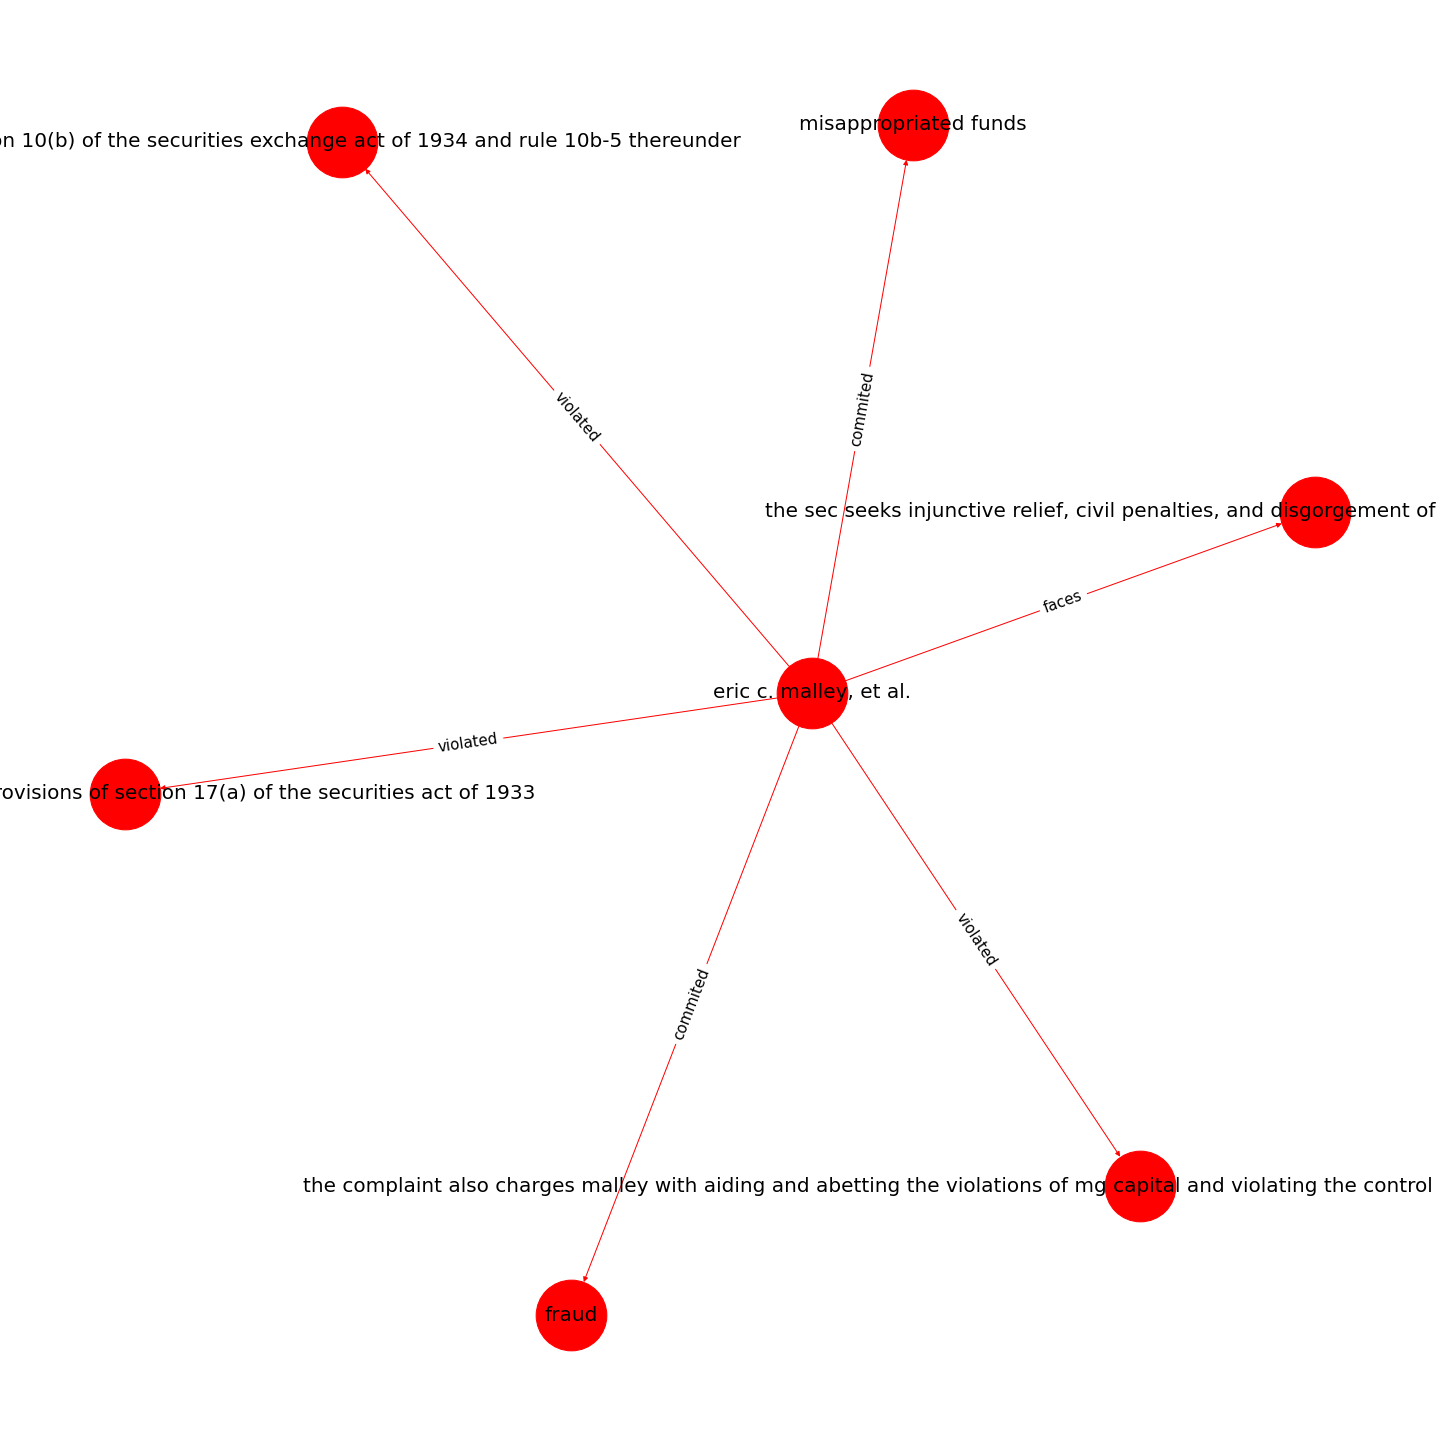 misappropriated funds
10(b) of the securities exchange act of 1934 and rule 10b-5 thereunder
violated
commited
the sec seeks injunctive relief, civil penalties, and disgorgement of
faces
eric c. malley, et al.
violated
of section 17(a) of the securities act of 1933
violated
commited
the complaint also charges malley with aiding and abetting the violations of mg capital and violating the control
fraud